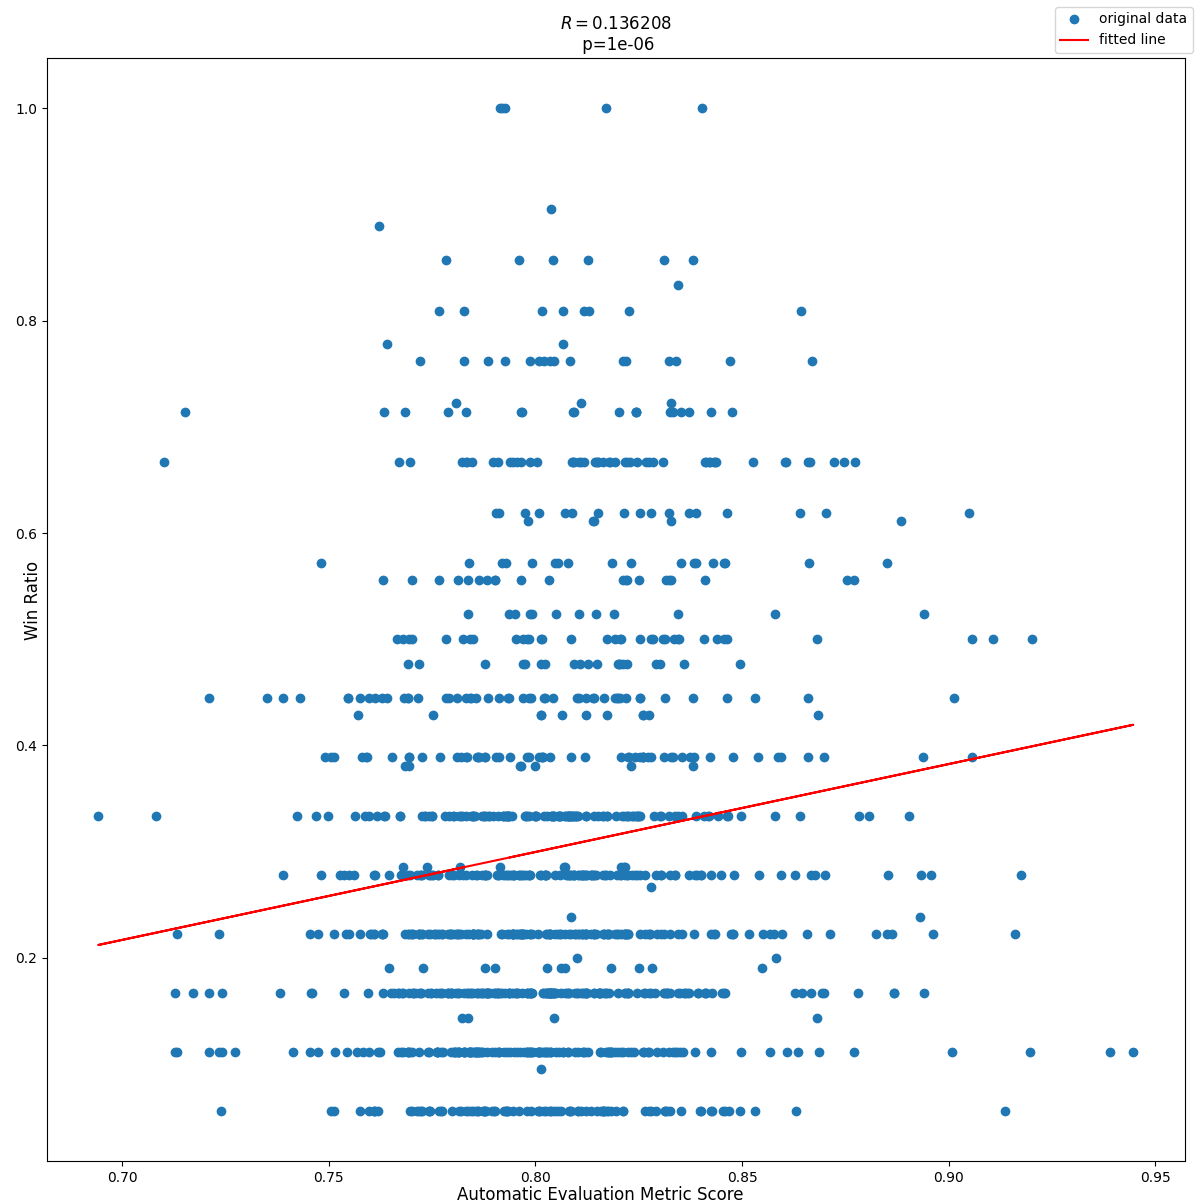 R = 0.136208
p=1e-06
original data
fitted line
1.0
0.8
0.6
0.4
0.2
Win Ratio
0.70
0.75
0.80
0.85
0.90
0.95
Automatic Evaluation Metric Score